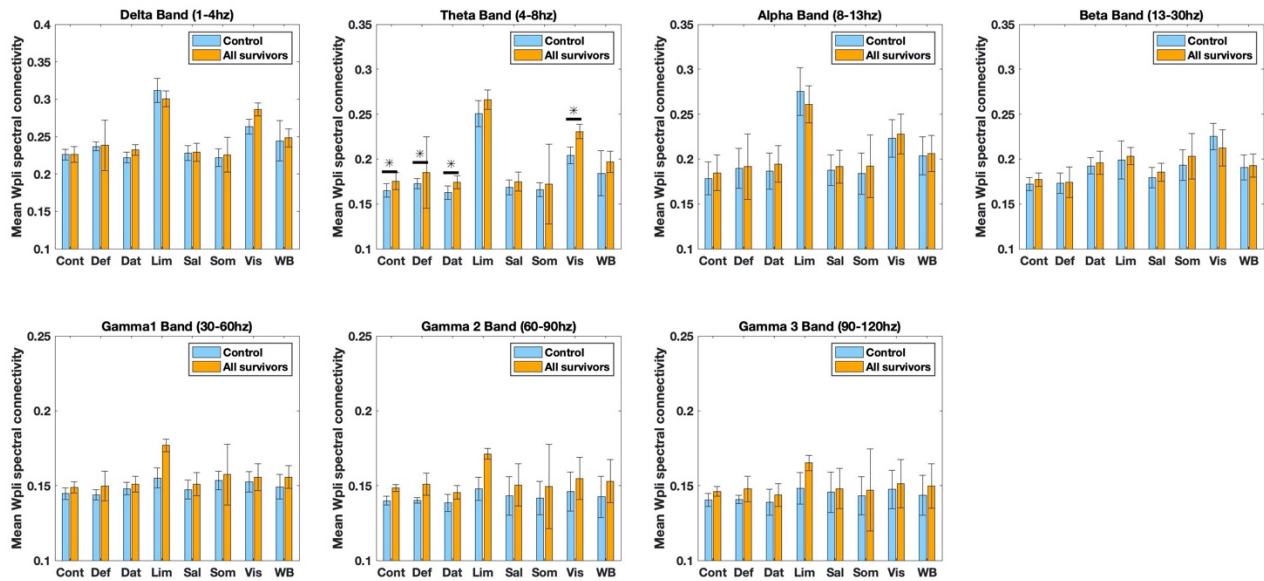 Delta Band (1-4hz)
Mean Wpli spectral connectivity
0.4
0.35
0.3
0.25
0.2
0.15
0.1
Control
All survivors
Cont Def Dat Lim Sal Som Vis WB
Theta Band (4-8hz)
Mean Wpli spectral connectivity
0.35
0.3
0.25
0.2
0.15
0.1
Control
All survivors
* * * *
Cont Def Dat Lim Sal Som Vis WB
Alpha Band (8-13hz)
Mean Wpli spectral connectivity
0.35
0.3
0.25
0.2
0.15
0.1
Control
All survivors
Cont Def Dat Lim Sal Som Vis WB
Beta Band (13-30hz)
Mean Wpli spectral connectivity
0.35
0.3
0.25
0.2
0.15
0.1
Control
All survivors
Cont Def Dat Lim Sal Som Vis WB
Gamma1 Band (30-60hz)
Mean Wpli spectral connectivity
0.25
0.2
0.15
0.1
Control
All survivors
Cont Def Dat Lim Sal Som Vis WB
Gamma 2 Band (60-90hz)
Mean Wpli spectral connectivity
0.25
0.2
0.15
0.1
Control
All survivors
Cont Def Dat Lim Sal Som Vis WB
Gamma 3 Band (90-120hz)
Mean Wpli spectral connectivity
0.25
0.2
0.15
0.1
Control
All survivors
Cont Def Dat Lim Sal Som Vis WB